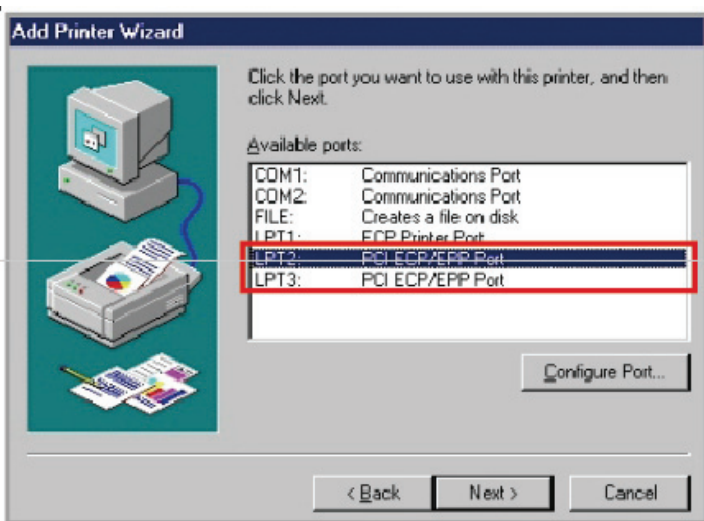 Add Printer Wizard
Click the port you want to use with this printer, and then
click Next.
Available ports:
COM1: Communications Port
COM2: Communications Port
FILE: Creates a file on disk
LPT1: ECP Printer Port
LPT2: PCI ECP/EPP Port
LPT3: PCI ECP/EPP Port
Configure Port...
< Back Next > Cancel